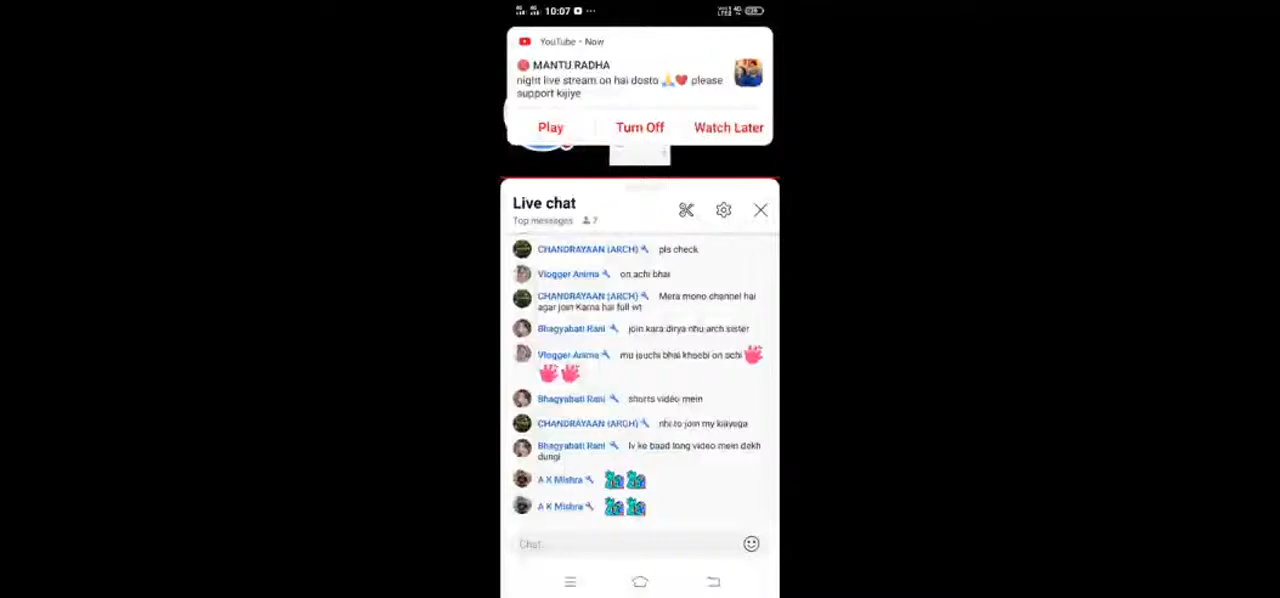 10:07
YouTube • Now
MANTU RADHA
night live stream on hai dosto 🙏❤️ please
support kijiye
Play Turn Off Watch Later
Live chat
Top messages 7
CHANDRAYAAN (ARCH) pls check
Vlogger Anima on achi bhai
CHANDRAYAAN (ARCH) Mera mono channel hai
agar join Karna hai full wt
Bhagyabati Rani join kara dirya nhu arch sister
Vlogger Anima mu jauchi bhai khaebi on achi
Bhagyabati Rani shorts video mein
CHANDRAYAAN (ARCH) nhi to join my
Bhagyabati Rani lv ke baad long video mein dekh
dungi
A K Mishra
A K Mishra
Chat...